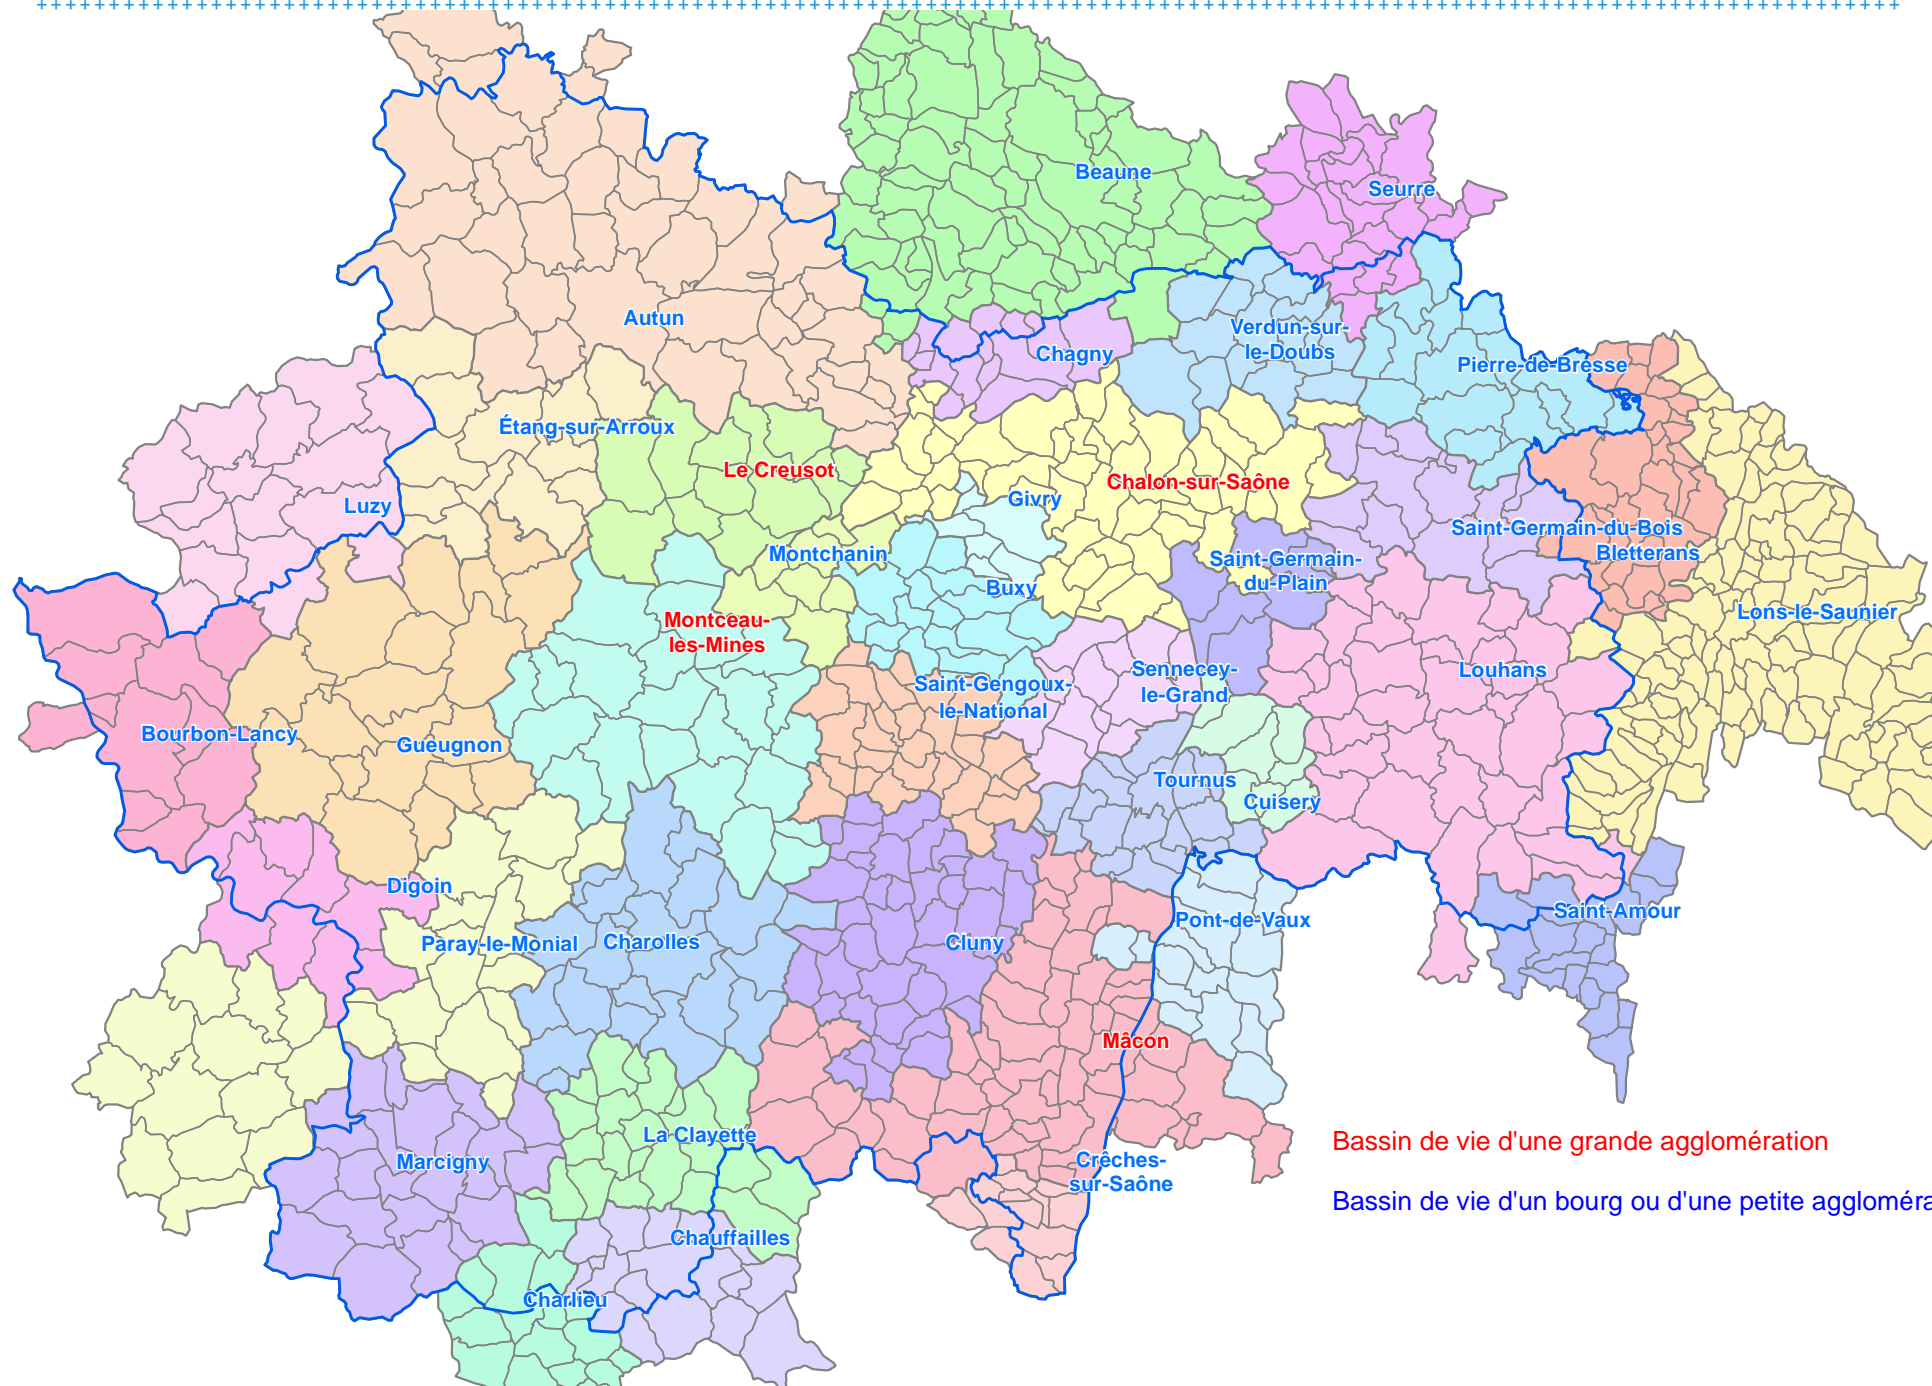 Beaune
Seurre
Autun
Verdun-sur-
le-Doubs
Chagny
Pierre-de-Bresse
Étang-sur-Arroux
Le Creusot
Chalon-sur-Saône
Givry
Luzy
Saint-Germain-du-Bois
Bletterans
Montchanin
Saint-Germain-
du-Plain
Buxy
Lons-le-Saunier
Montceau-
les-Mines
Sennecey-
le-Grand
Louhans
Saint-Gengoux-
le-National
Bourbon-Lancy
Gueugnon
Tournus
Cuisery
Digoin
Saint-Amour
Pont-de-Vaux
Paray-le-Monial
Charolles
Cluny
Mâcon
La Clayette
Bassin de vie d'une grande agglomération
Marcigny
Crêches-
sur-Saône
Bassin de vie d'un bourg ou d'une petite aggloméra
Chauffailles
Charlieu